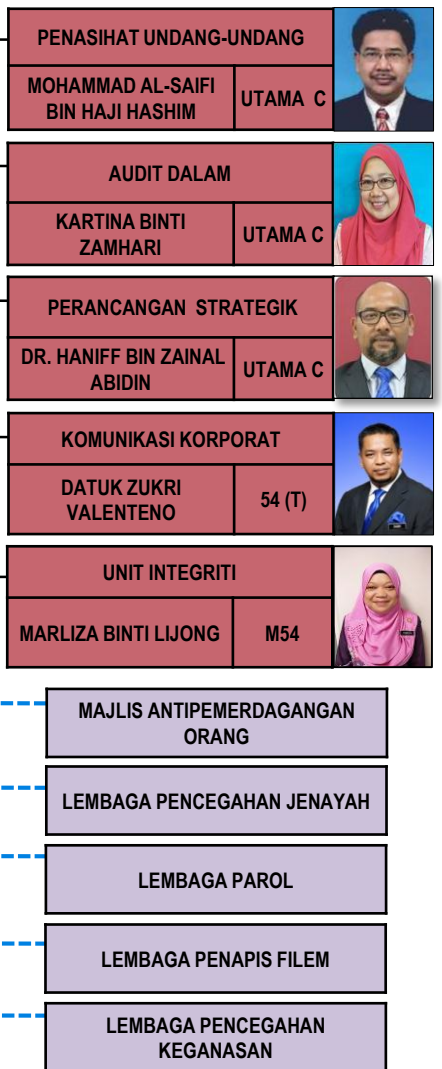 PENASIHAT UNDANG-UNDANG
MOHAMMAD AL-SAIFI
BIN HAJI HASHIM
UTAMA C
AUDIT DALAM
KARTINA BINTI
ZAMHARI
UTAMA C
PERANCANGAN STRATEGIK
DR. HANIFF BIN ZAINAL
ABIDIN
UTAMA C
KOMUNIKASI KORPORAT
DATUK ZUKRI
VALENTENO
54 (T)
UNIT INTEGRITI
MARLIZA BINTI LIJONG
M54
MAJLIS ANTIPEMERDAGANGAN
ORANG
LEMBAGA PENCEGAHAN JENAYAH
LEMBAGA PAROL
LEMBAGA PENAPIS FILEM
LEMBAGA PENCEGAHAN
KEGANASAN